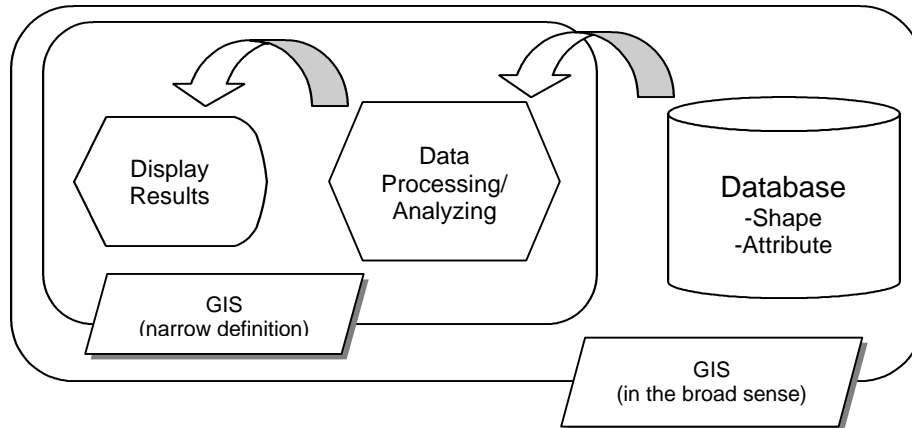 Display
Results
Data
Processing/
Analyzing
Database
-Shape
-Attribute
GIS
(narrow definition)
GIS
(in the broad sense)